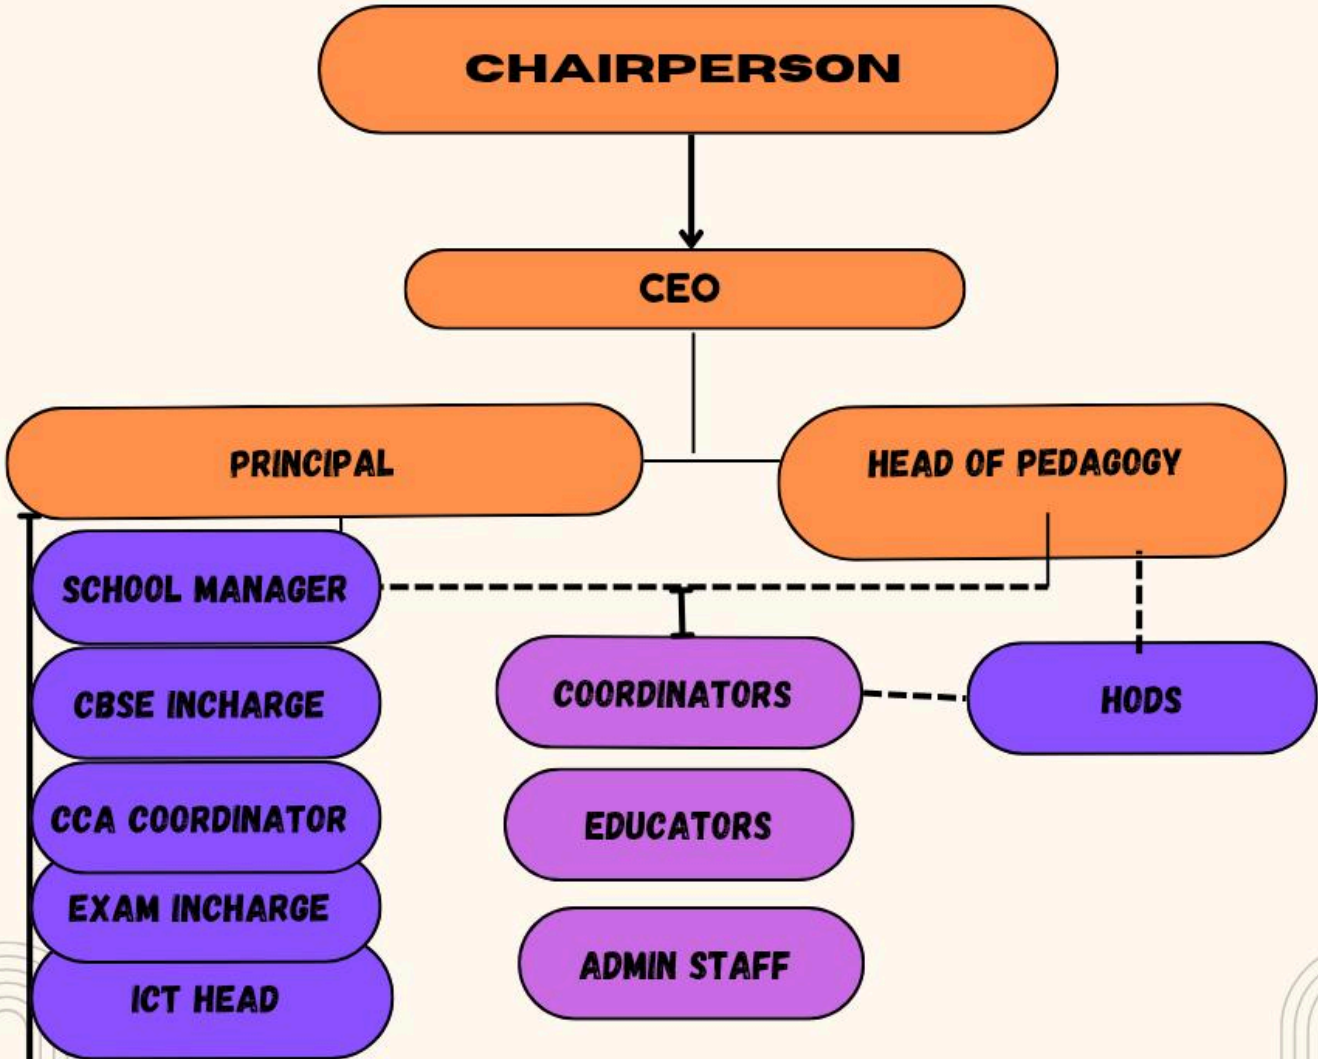 CHAIRPERSON
CEO
PRINCIPAL
HEAD OF PEDAGOGY
SCHOOL MANAGER
CBSE INCHARGE
COORDINATORS
HODS
CCA COORDINATOR
EDUCATORS
EXAM INCHARGE
ADMIN STAFF
ICT HEAD